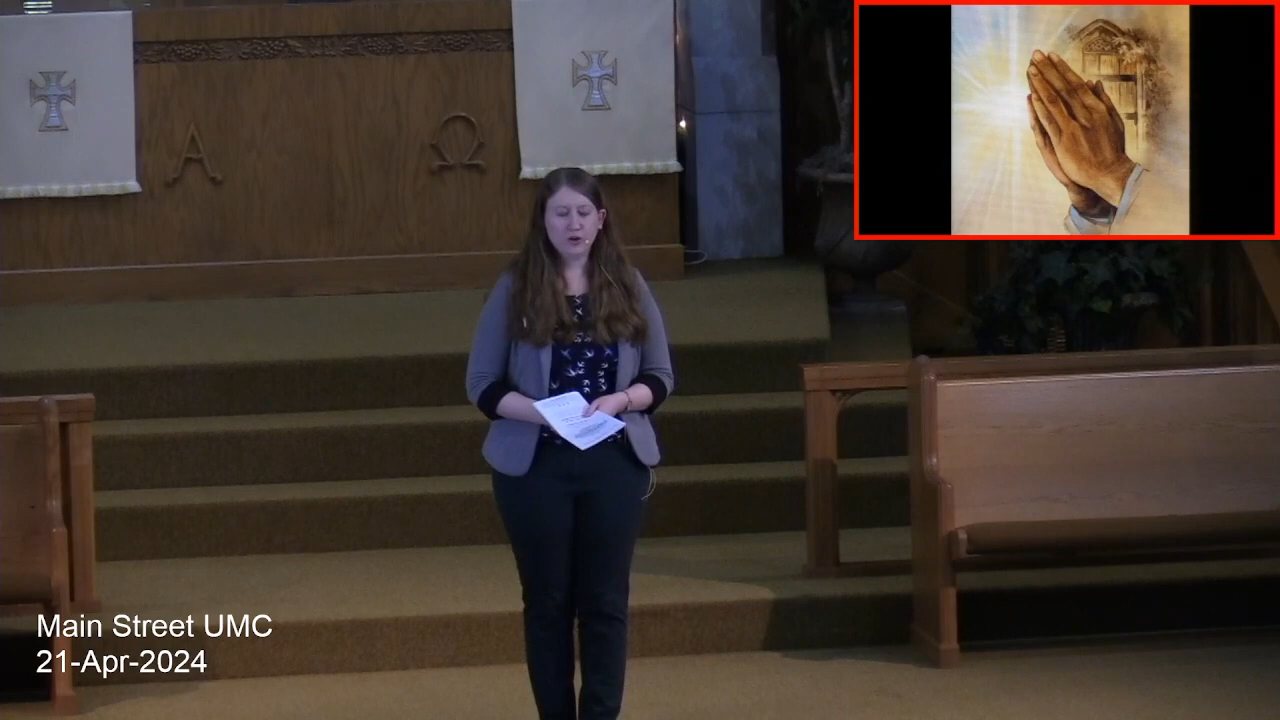 Α Ω
Main Street UMC
21-Apr-2024